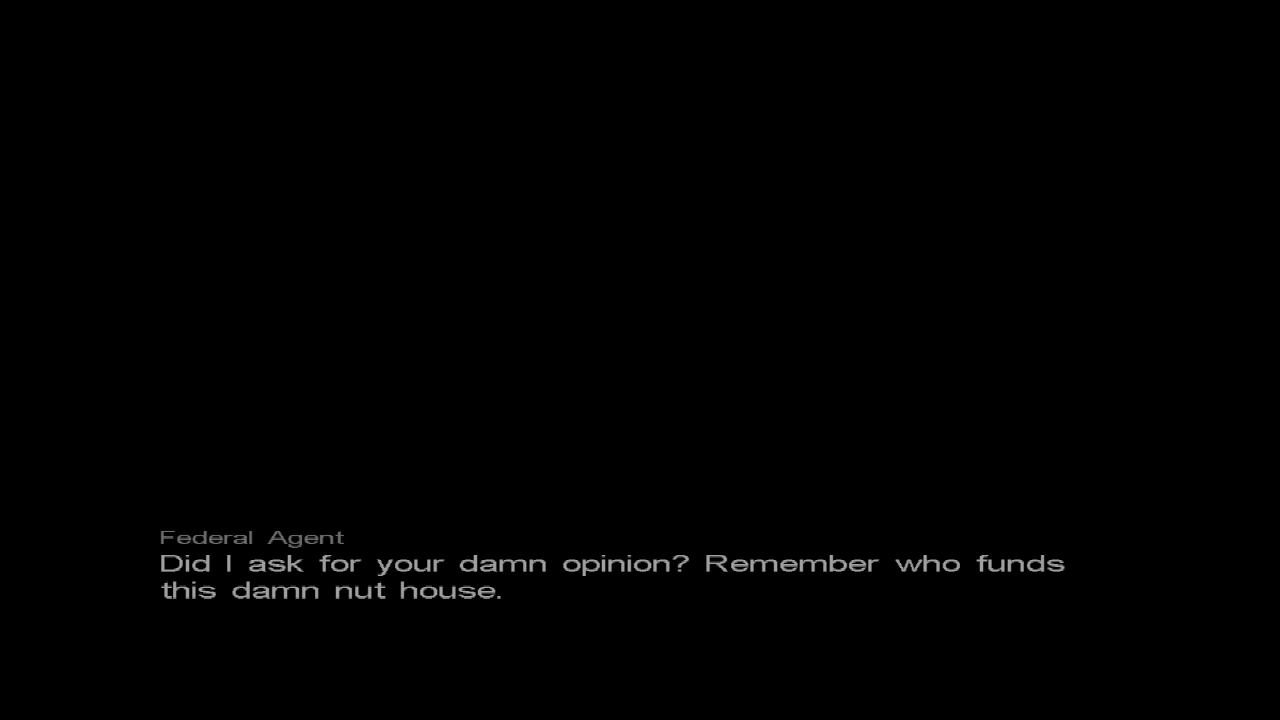 Federal Agent
Did I ask for your damn opinion? Remember who funds
this damn nut house.